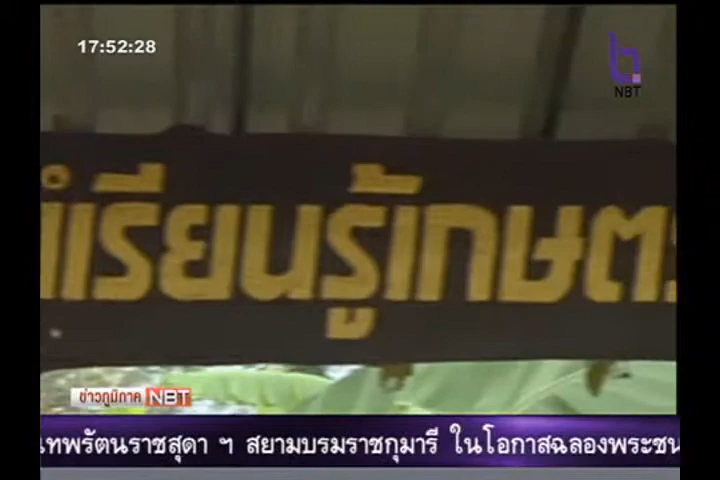 17:52:28
NBT
เรียนรู้เกษตร
ข่าวภูมิภาค NBT
เทพรัตนราชสุดา ฯ สยามบรมราชกุมารี ในโอกาสฉลองพระชน